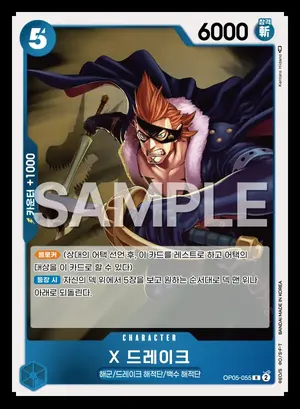 5
6000
참격
斬
카운터 +1000
SAMPLE
블로커 (상대의 어택 선언 후, 이 카드를 레스트로 하고 어택의
대상을 이 카드로 할 수 있다)
등장 시 자신의 덱 위에서 5장을 보고 원하는 순서대로 덱 맨 위나
아래로 되돌린다.
CHARACTER
X 드레이크
해군/드레이크 해적단/백수 해적단
OP05-055 R
BANDAI MADE IN KOREA